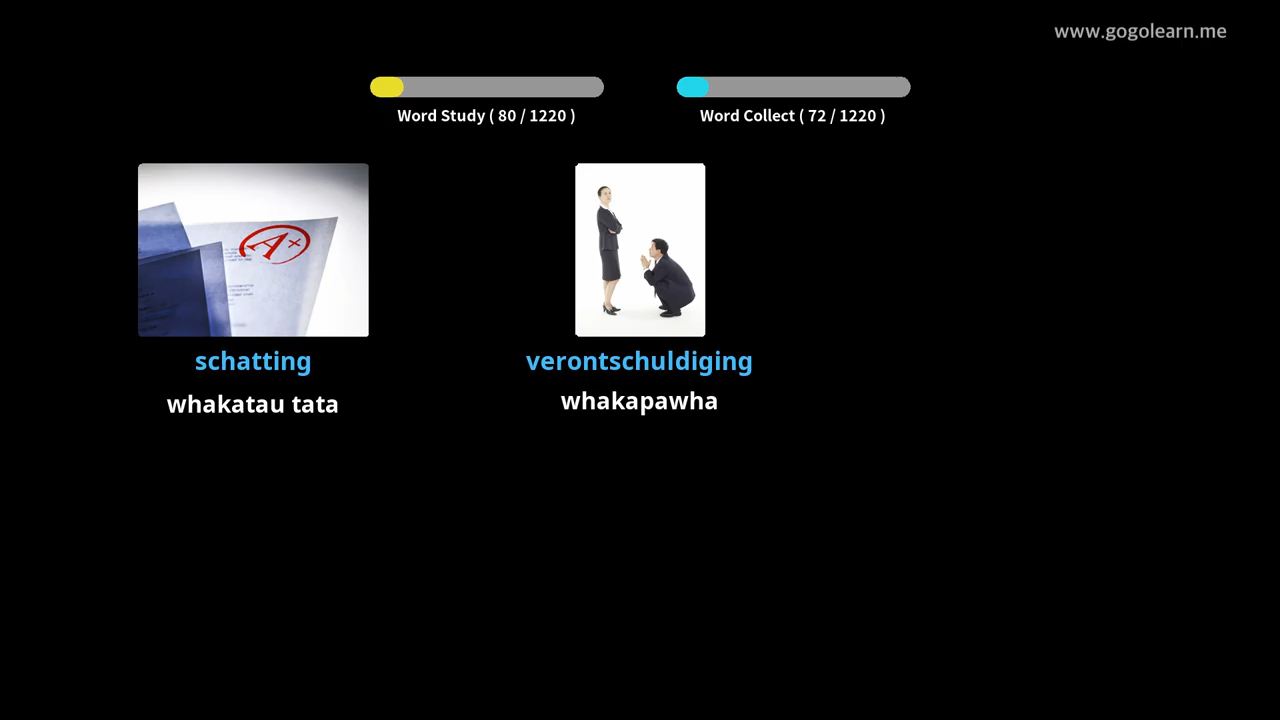 www.gogolearn.me
Word Study ( 80 / 1220 )
Word Collect ( 72 / 1220 )
A+
schatting
verontschuldiging
whakatau tata
whakapawha